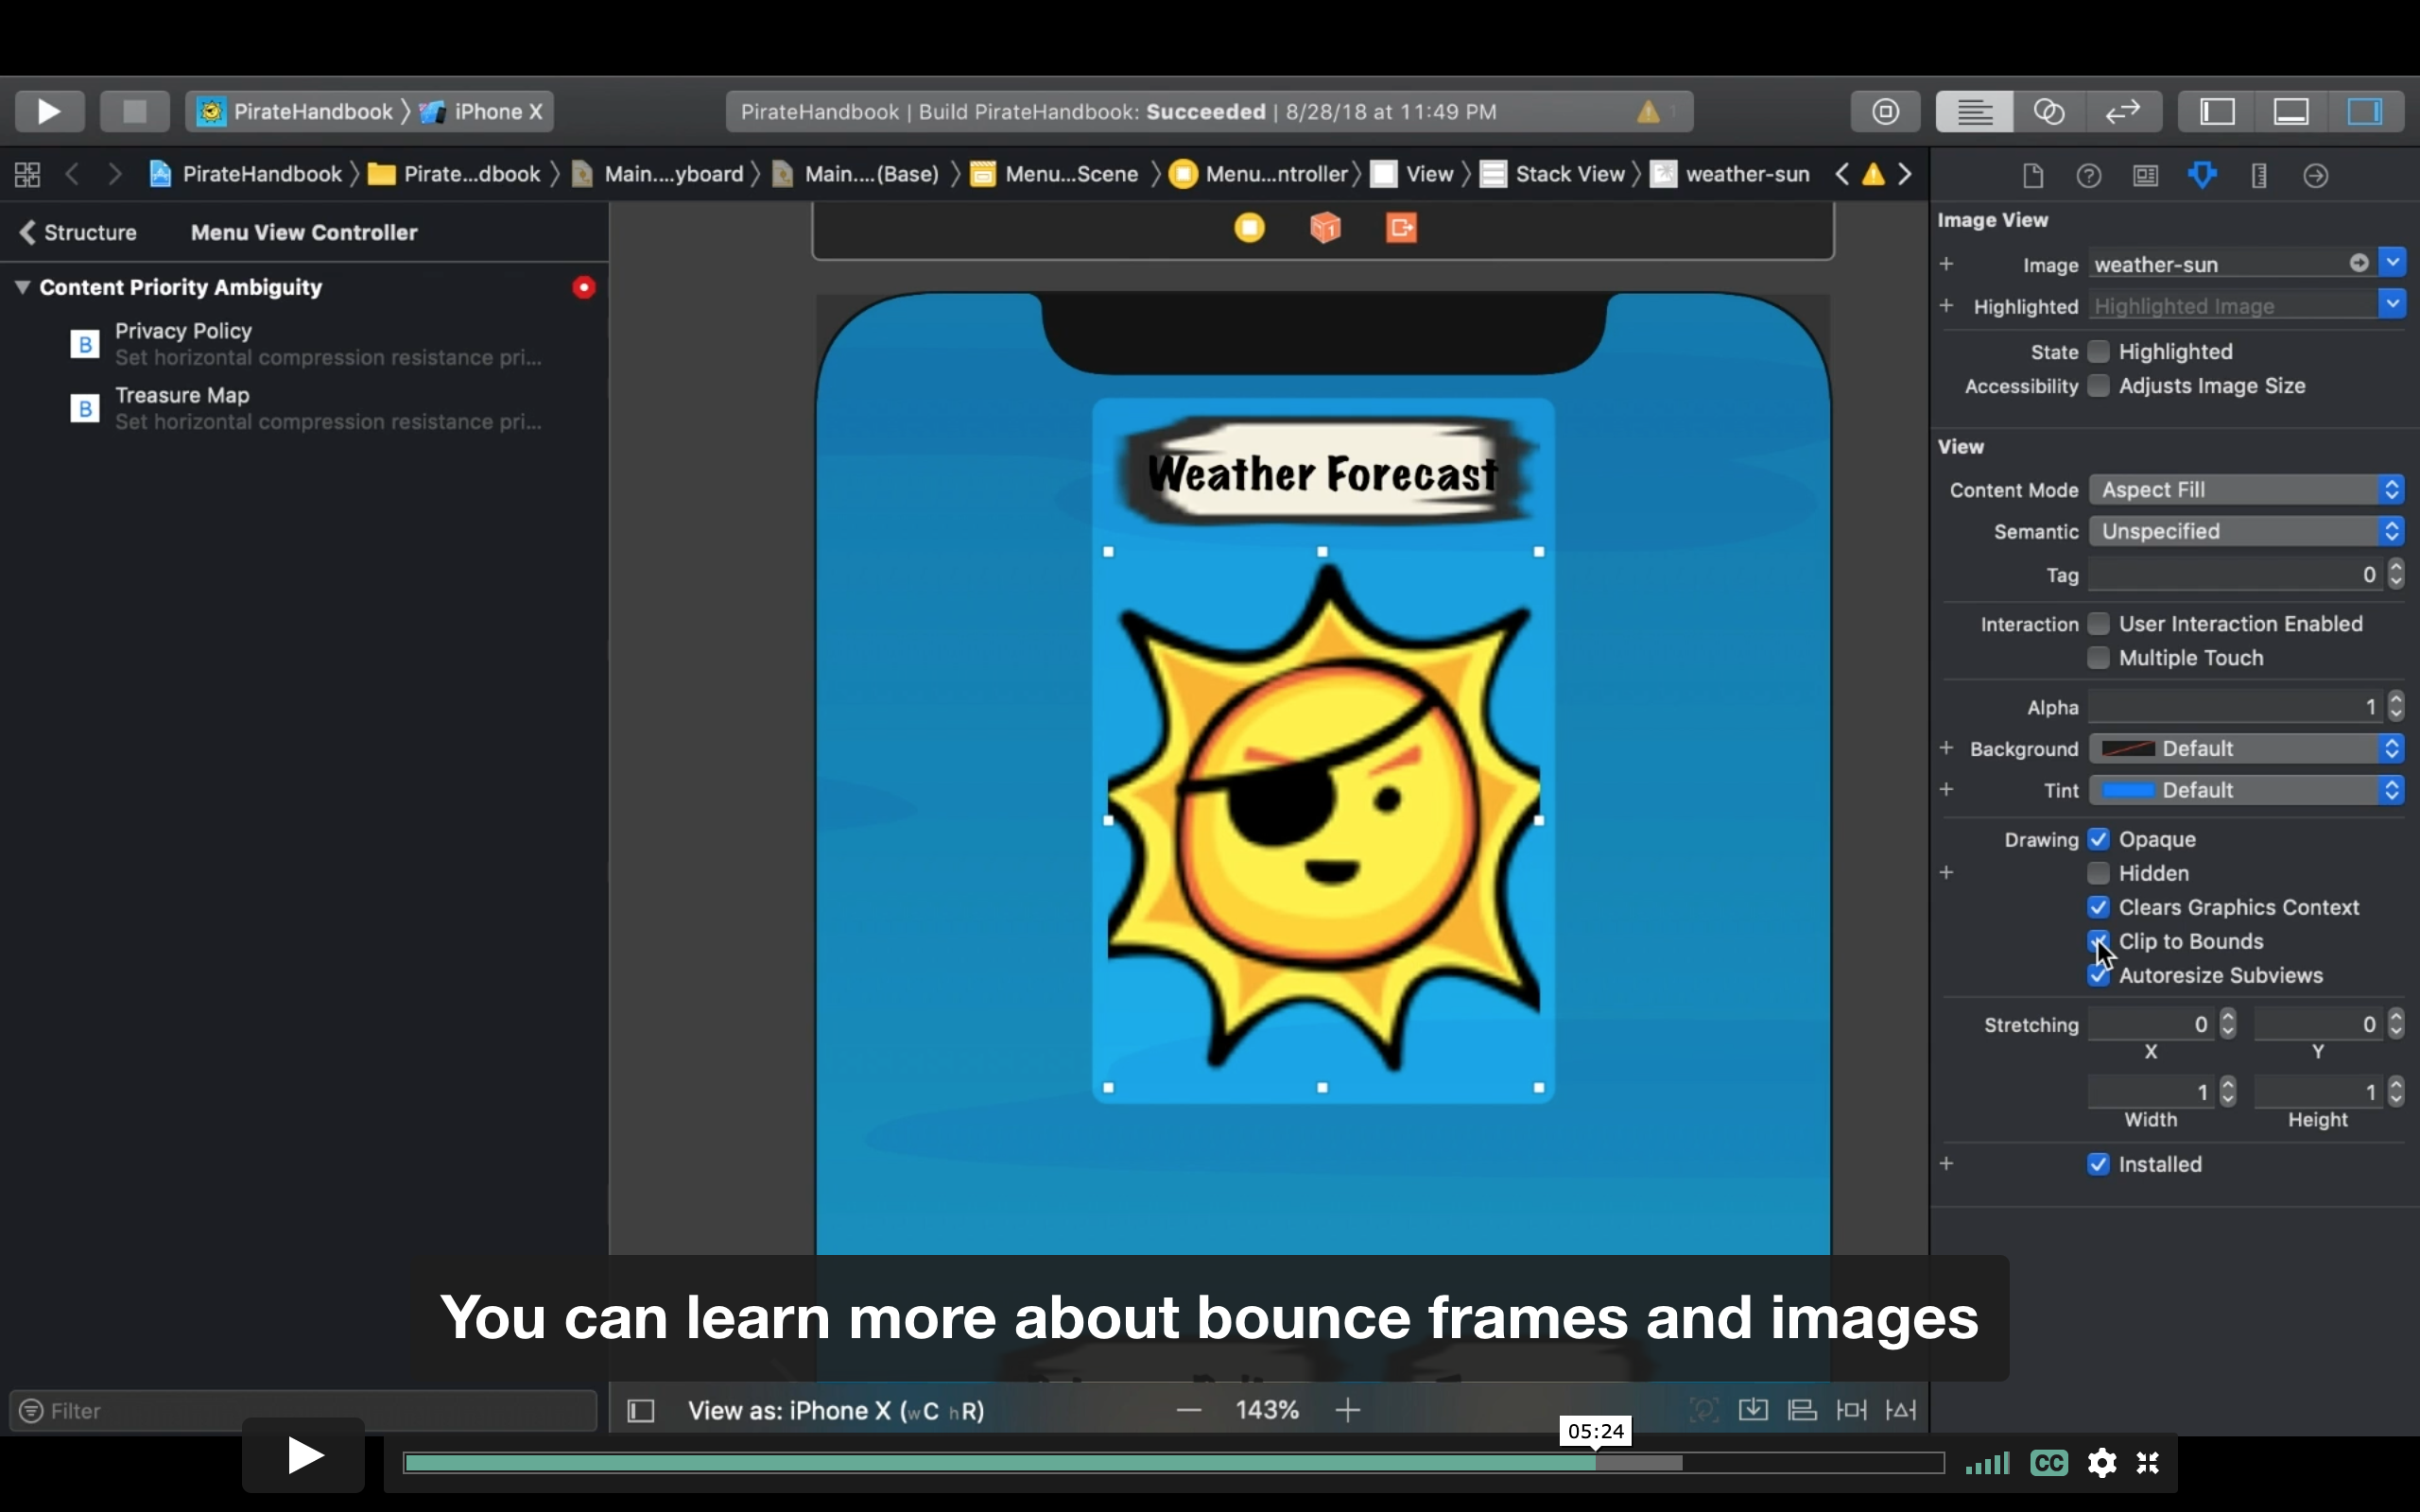 PirateHandbook
iPhone X
PirateHandbook | Build PirateHandbook: Succeeded | 8/28/18 at 11:49 PM
1
PirateHandbook
Pirate...dbook
Main....yboard
Main....(Base)
Menu...Scene
Menu...ntroller
View
Stack View
weather-sun
Structure
Menu View Controller
Content Priority Ambiguity
B
Privacy Policy
Set horizontal compression resistance pri...
B
Treasure Map
Set horizontal compression resistance pri...
Filter
Weather Forecast
You can learn more about bounce frames and images
View as: iPhone X (wC hR)
143%
Image View
Image weather-sun
Highlighted Highlighted Image
State Highlighted
Accessibility Adjusts Image Size
View
Content Mode Aspect Fill
Semantic Unspecified
Tag 0
Interaction User Interaction Enabled
Multiple Touch
Alpha 1
Background Default
Tint Default
Drawing Opaque
Hidden
Clears Graphics Context
Clip to Bounds
Autoresize Subviews
Stretching 0 0
X Y
1 1
Width Height
Installed
05:24
CC